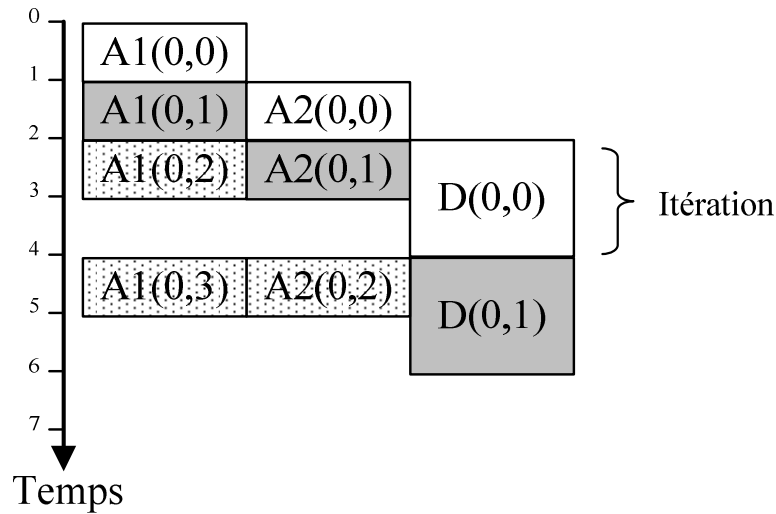 0
A1(0,0)
1
A1(0,1) A2(0,0)
2
A1(0,2) A2(0,1)
3
D(0,0)
Itération
4
A1(0,3) A2(0,2)
5
D(0,1)
6
7
Temps